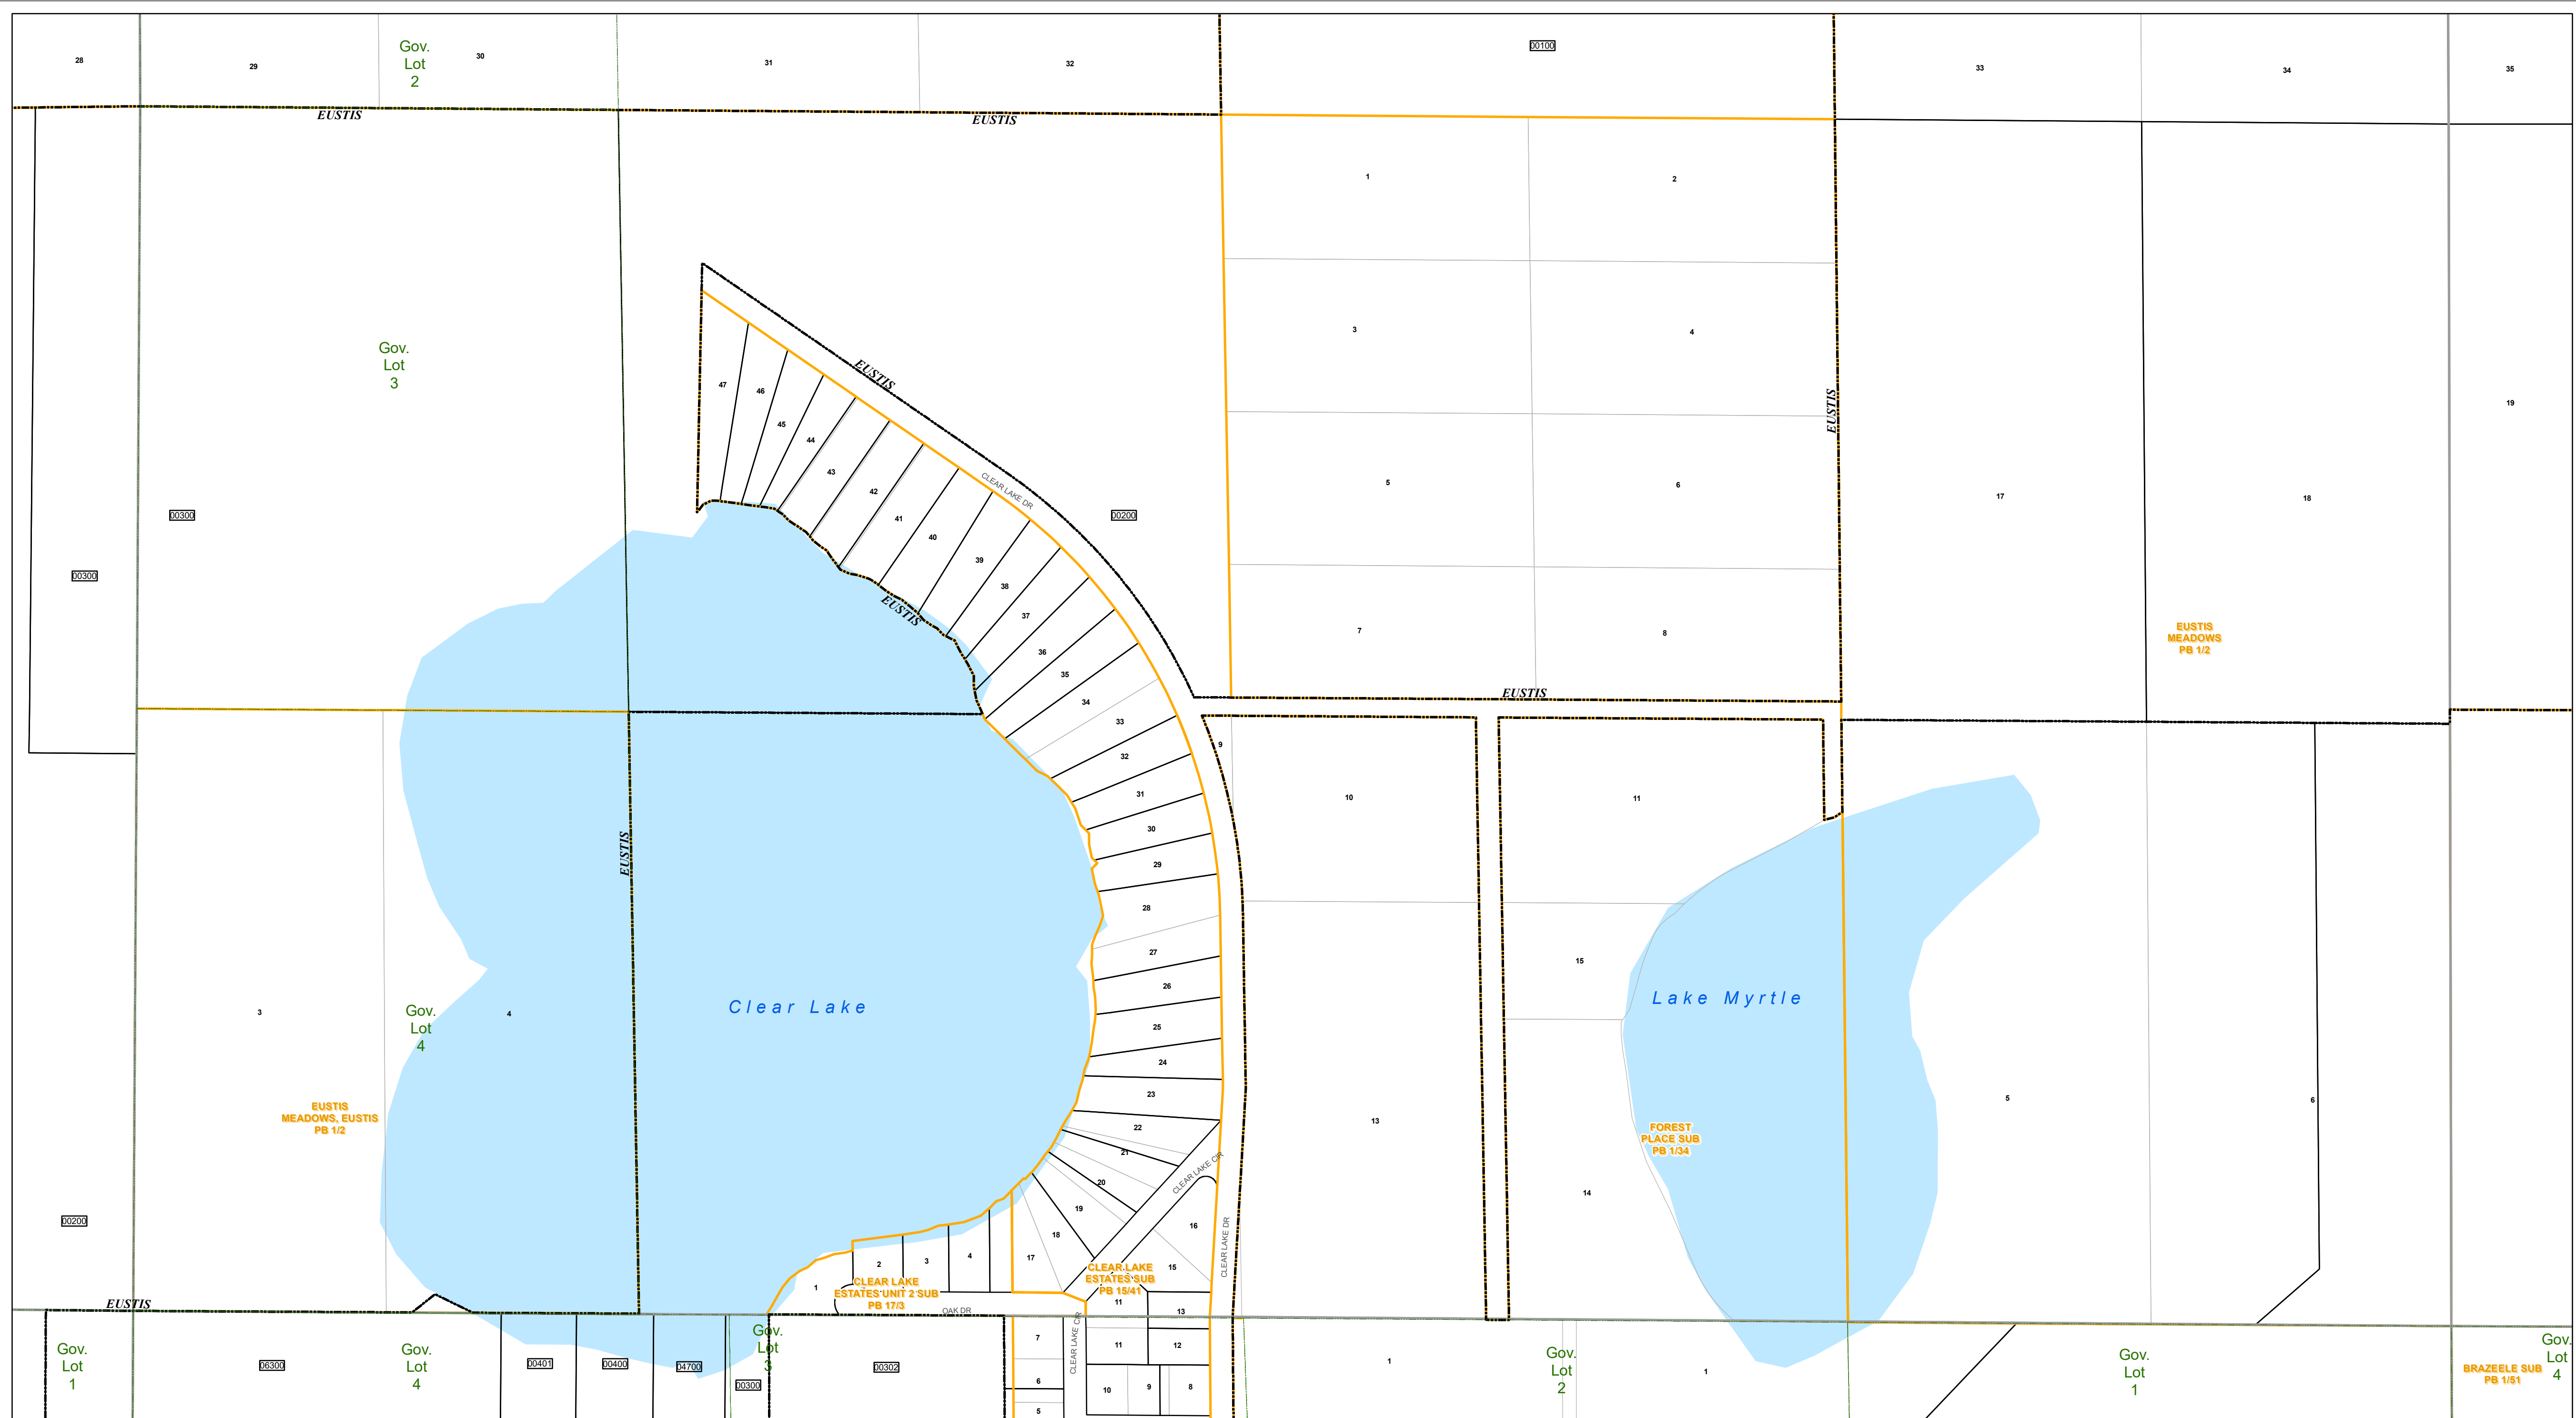 28
29
Gov.
Lot
2
30
31
32
00100
33
34
35
EUSTIS
EUSTIS
1
2
3
4
Gov.
Lot
3
EUSTIS
47
46
45
44
43
42
41
40
39
38
37
36
35
34
33
32
31
30
29
28
27
26
25
24
23
22
21
20
19
18
17
16
15
CLEAR LAKE DR
EUSTIS
19
5
6
17
18
00300
00300
00200
EUSTIS
7
8
EUSTIS
MEADOWS
PB 1/2
EUSTIS
9
10
11
EUSTIS
15
Clear Lake
Lake Myrtle
3
Gov.
Lot
4
4
EUSTIS
MEADOWS, EUSTIS
PB 1/2
13
FOREST
PLACE SUB
PB 1/34
5
6
14
CLEAR LAKE CIR
CLEAR LAKE DR
00200
1
2
3
4
CLEAR LAKE
ESTATES UNIT 2 SUB
PB 17/3
CLEAR LAKE
ESTATES SUB
PB 15/41
OAK DR
EUSTIS
11
13
Gov.
Lot
1
06300
Gov.
Lot
4
00401
00400
04700
Gov.
Lot
3
00300
00302
7
6
5
CLEAR LAKE CIR
11
12
10
9
8
1
Gov.
Lot
2
1
Gov.
Lot
1
BRAZEELE SUB
PB 1/51
Gov.
Lot
4